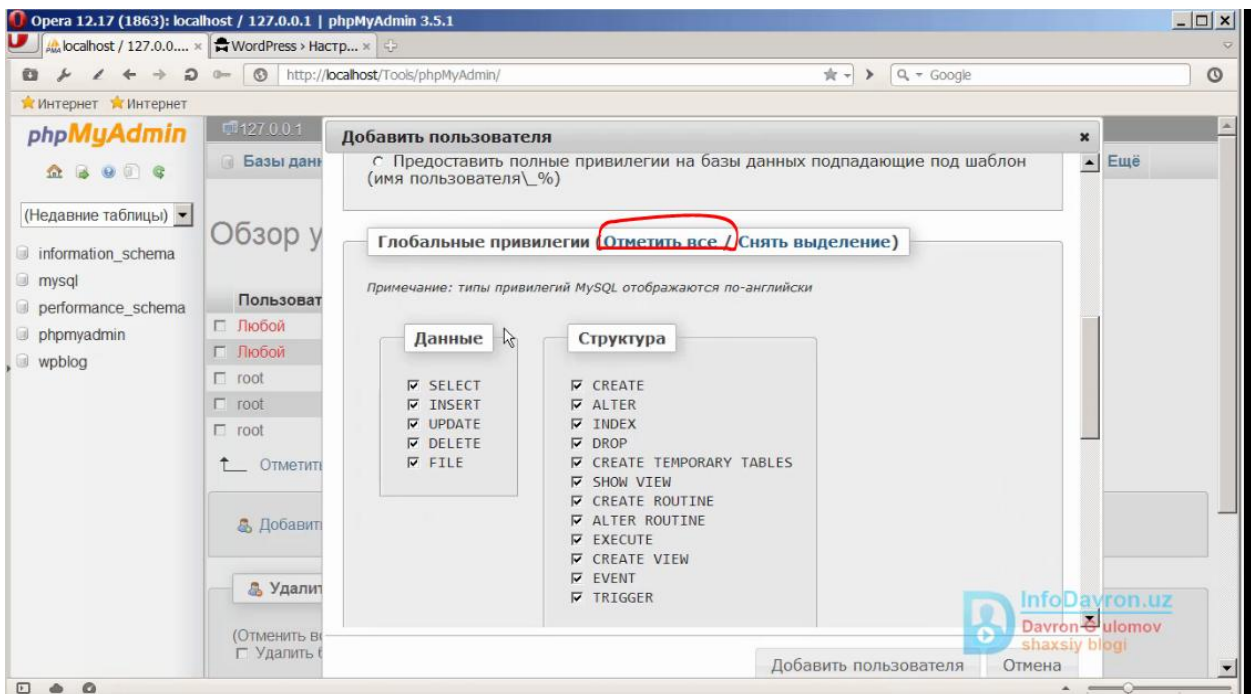 Opera 12.17 (1863): localhost / 127.0.0.1 | phpMyAdmin 3.5.1
localhost / 127.0.0.... × WordPress › Настр... ×
http://localhost/Tools/phpMyAdmin/ Google
Интернет Интернет
phpMyAdmin
(Недавние таблицы)
information_schema
mysql
performance_schema
phpmyadmin
wpblog
127.0.0.1
Базы данн
Ещё
Обзор у
Пользоват
Любой
Любой
root
root
root
Отметить
Добавит
Удалит
(Отменить вс
Удалить б
Добавить пользователя
Предоставить полные привилегии на базы данных подпадающие под шаблон
(имя пользователя\_%)
Глобальные привилегии (Отметить все / Снять выделение)
Примечание: типы привилегий MySQL отображаются по-английски
Данные
SELECT
INSERT
UPDATE
DELETE
FILE
Структура
CREATE
ALTER
INDEX
DROP
CREATE TEMPORARY TABLES
SHOW VIEW
CREATE ROUTINE
ALTER ROUTINE
EXECUTE
CREATE VIEW
EVENT
TRIGGER
Добавить пользователя Отмена
InfoDavron.uz
Davron G'ulomov
shaxsiy blogi